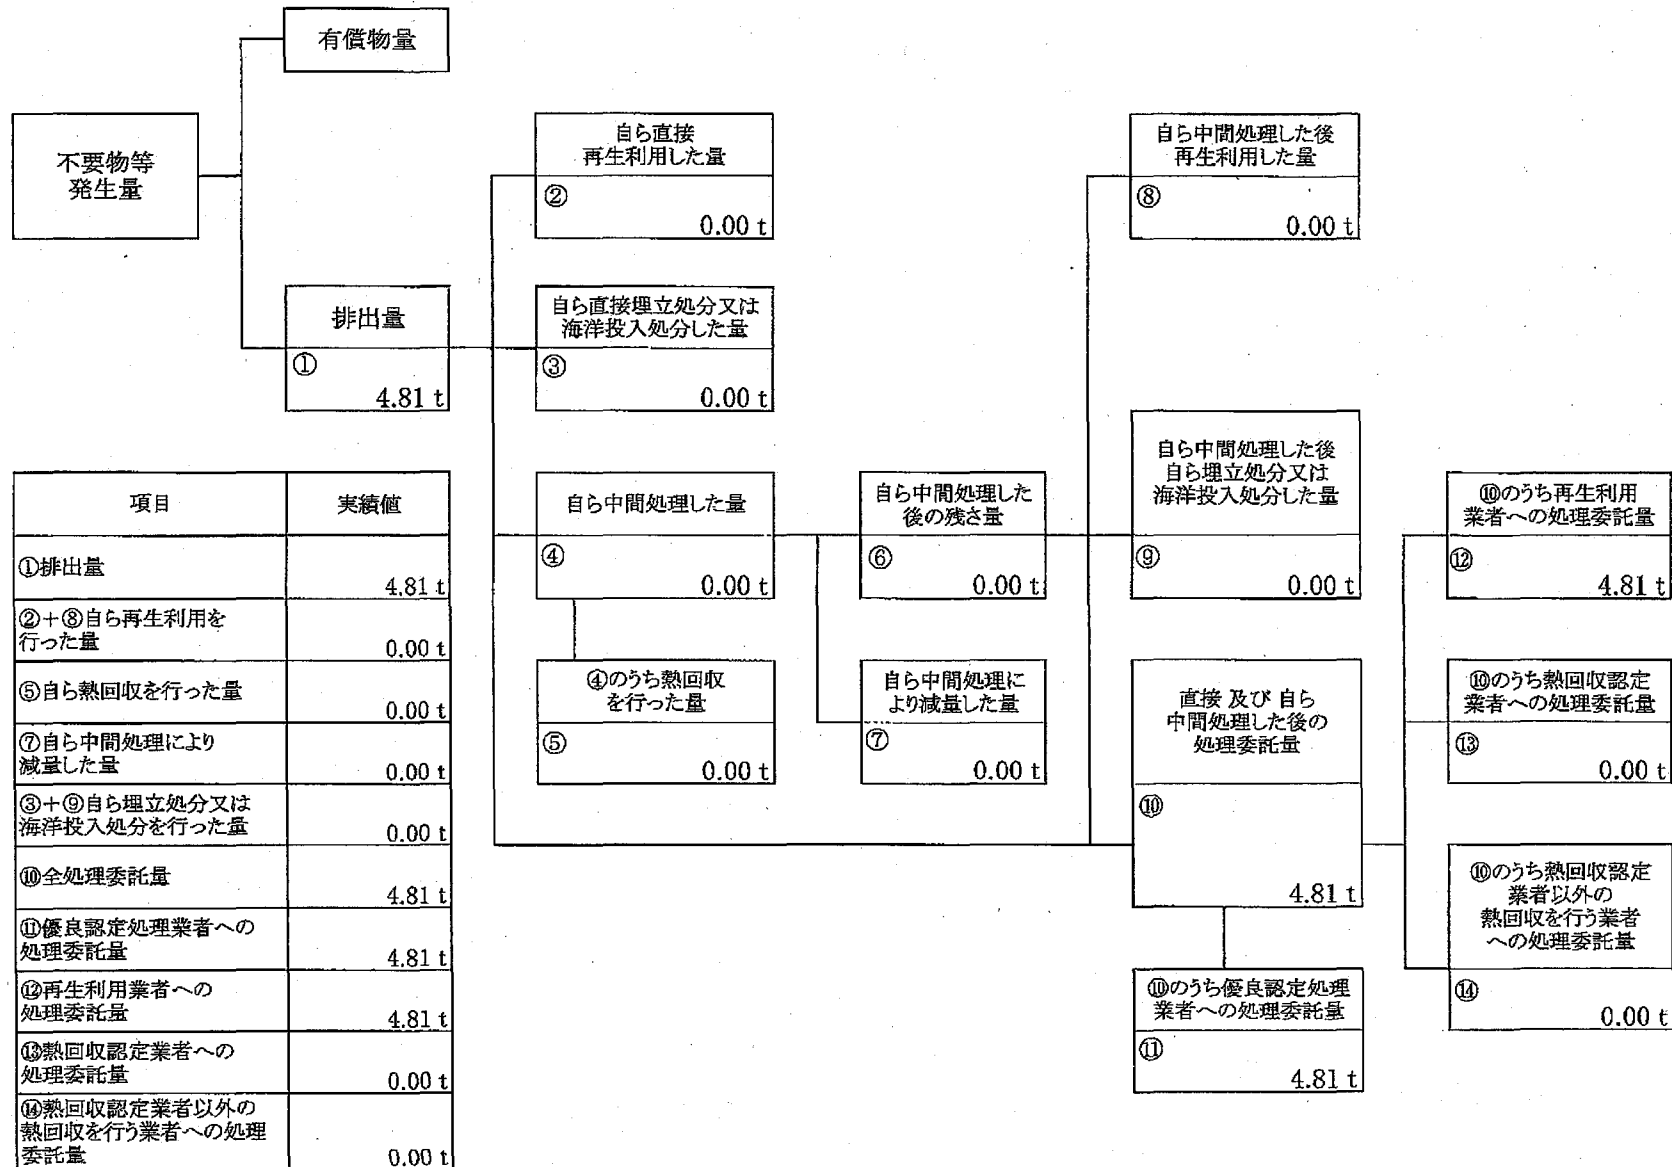 有償物量
不要物等
発生量
排出量
①
4.81 t
自ら直接
再生利用した量
②
0.00 t
自ら直接埋立処分又は
海洋投入処分した量
③
0.00 t
自ら中間処理した量
④
0.00 t
④のうち熱回収
を行った量
⑤
0.00 t
自ら中間処理した
後の残さ量
⑥
0.00 t
自ら中間処理に
より減量した量
⑦
0.00 t
自ら中間処理した後
再生利用した量
⑧
0.00 t
自ら中間処理した後
自ら埋立処分又は
海洋投入処分した量
⑨
0.00 t
直接 及び 自ら
中間処理した後の
処理委託量
⑩
4.81 t
⑩のうち優良認定処理
業者への処理委託量
⑪
4.81 t
⑩のうち再生利用
業者への処理委託量
⑫
4.81 t
⑩のうち熱回収認定
業者への処理委託量
⑬
0.00 t
⑩のうち熱回収認定
業者以外の
熱回収を行う業者
への処理委託量
⑭
0.00 t
項目 実績値
①排出量
4.81 t
②+⑧自ら再生利用を
行った量
0.00 t
⑤自ら熱回収を行った量
0.00 t
⑦自ら中間処理により
減量した量
0.00 t
③+⑨自ら埋立処分又は
海洋投入処分を行った量
0.00 t
⑩全処理委託量
4.81 t
⑪優良認定処理業者への
処理委託量
4.81 t
⑫再生利用業者への
処理委託量
4.81 t
⑬熱回収認定業者への
処理委託量
0.00 t
⑭熱回収認定業者以外の
熱回収を行う業者への処理
委託量
0.00 t